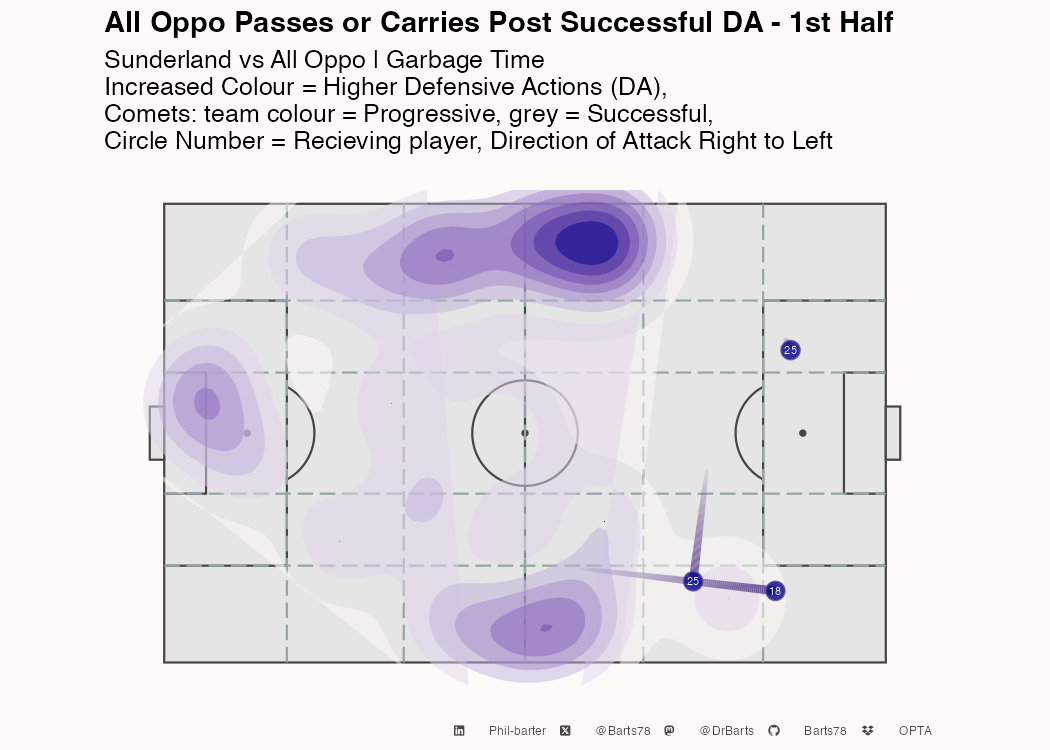 All Oppo Passes or Carries Post Successful DA - 1st Half
Sunderland vs All Oppo | Garbage Time
Increased Colour = Higher Defensive Actions (DA),
Comets: team colour = Progressive, grey = Successful,
Circle Number = Recieving player, Direction of Attack Right to Left
25
25
18
Phil-barter @Barts78 @DrBarts Barts78 OPTA